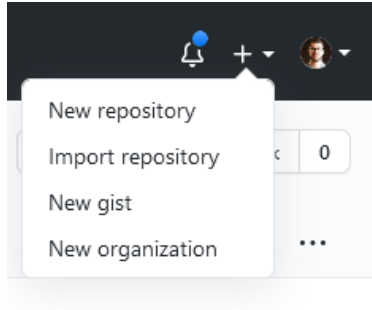 New repository
Import repository
0
New gist
New organization